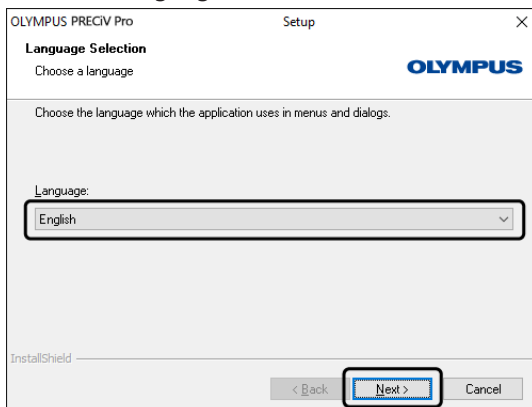 OLYMPUS PRECiV Pro Setup
Language Selection
Choose a language
OLYMPUS
Choose the language which the application uses in menus and dialogs.
Language:
English
InstallShield
< Back Next > Cancel